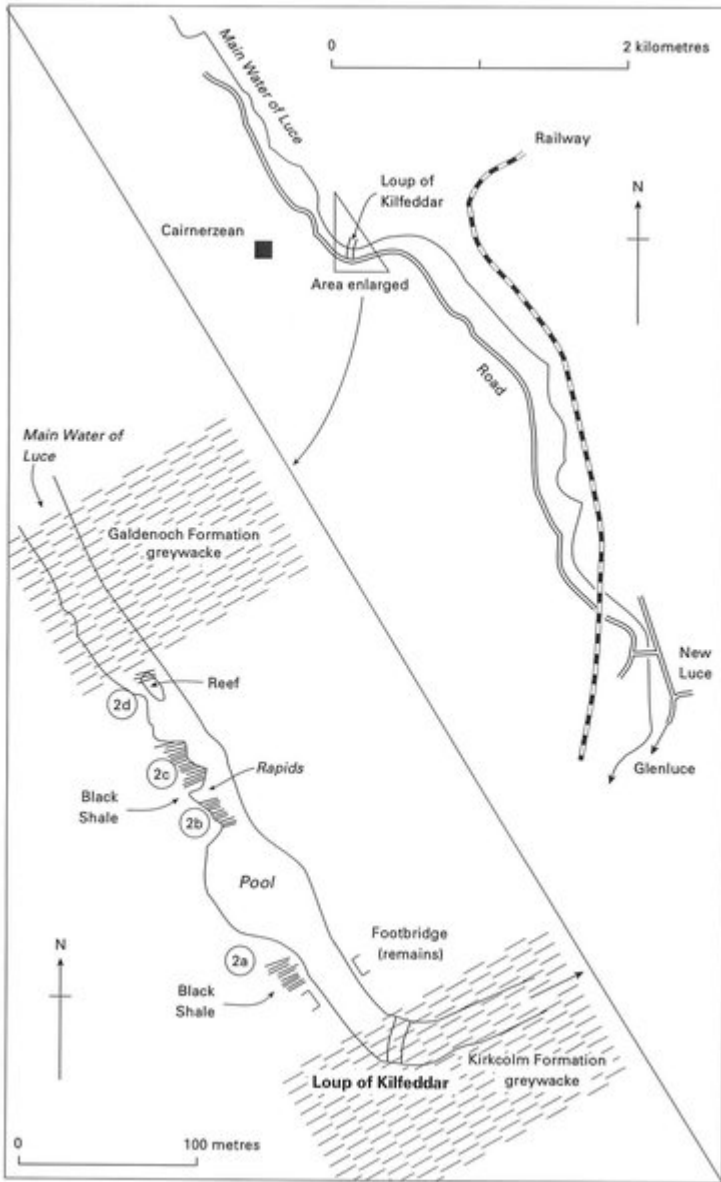 0
2 kilometres
Main Water of Luce
Railway
Loup of
Kilfeddar
N
Cairnerzean
Area enlarged
Road
Main Water of
Luce
Galdenoch Formation
greywacke
Reef
New
Luce
2d
Rapids
2c
Glenluce
Black
Shale
2b
Pool
Footbridge
(remains)
N
2a
Black
Shale
Kirkcolm Formation
greywacke
Loup of Kilfeddar
0
100 metres